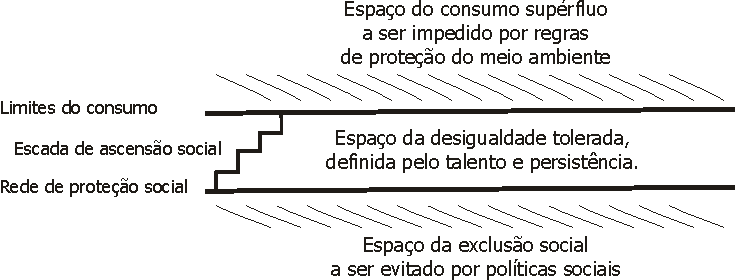 Espaço do consumo supérfluo
a ser impedido por regras
de proteção do meio ambiente
Limites do consumo
Escada de ascensão social
Espaço da desigualdade tolerada,
definida pelo talento e persistência.
Rede de proteção social
Espaço da exclusão social
a ser evitado por políticas sociais